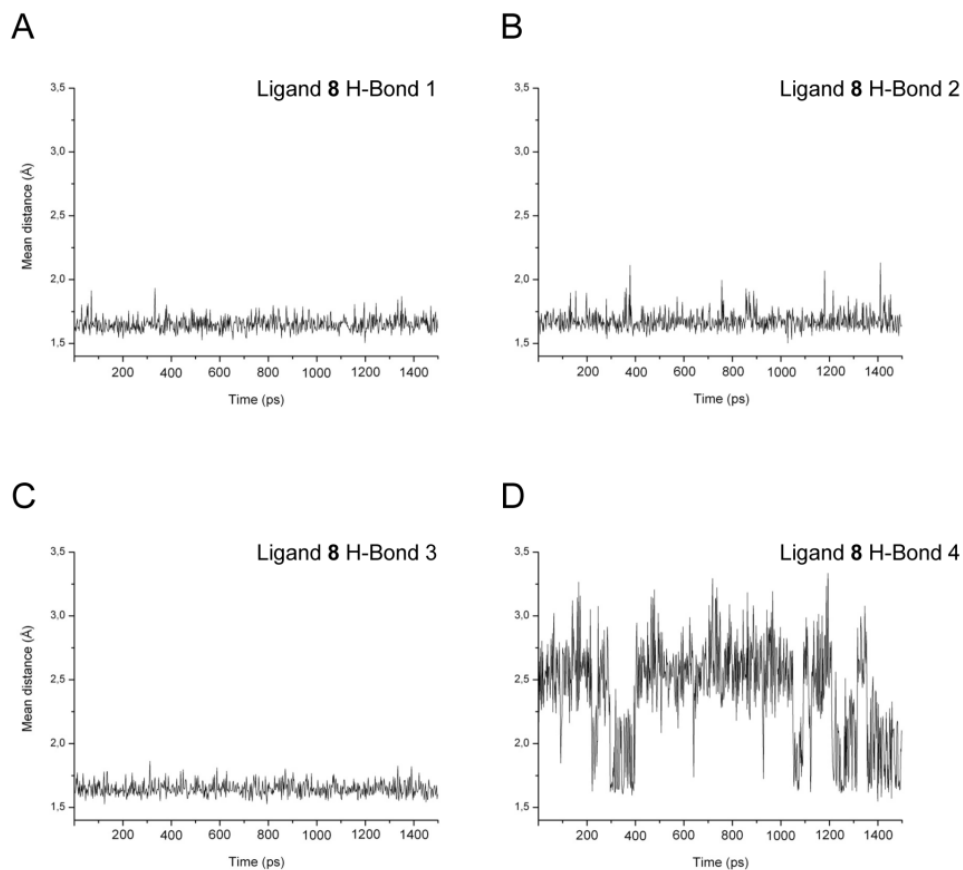 A
Ligand 8 H-Bond 1
3,5
3,0
2,5
2,0
1,5
Mean distance (Å)
200 400 600 800 1000 1200 1400
Time (ps)
B
Ligand 8 H-Bond 2
3,5
3,0
2,5
2,0
1,5
200 400 600 800 1000 1200 1400
Time (ps)
C
Ligand 8 H-Bond 3
3,5
3,0
2,5
2,0
1,5
Mean distance (Å)
200 400 600 800 1000 1200 1400
Time (ps)
D
Ligand 8 H-Bond 4
3,5
3,0
2,5
2,0
1,5
200 400 600 800 1000 1200 1400
Time (ps)